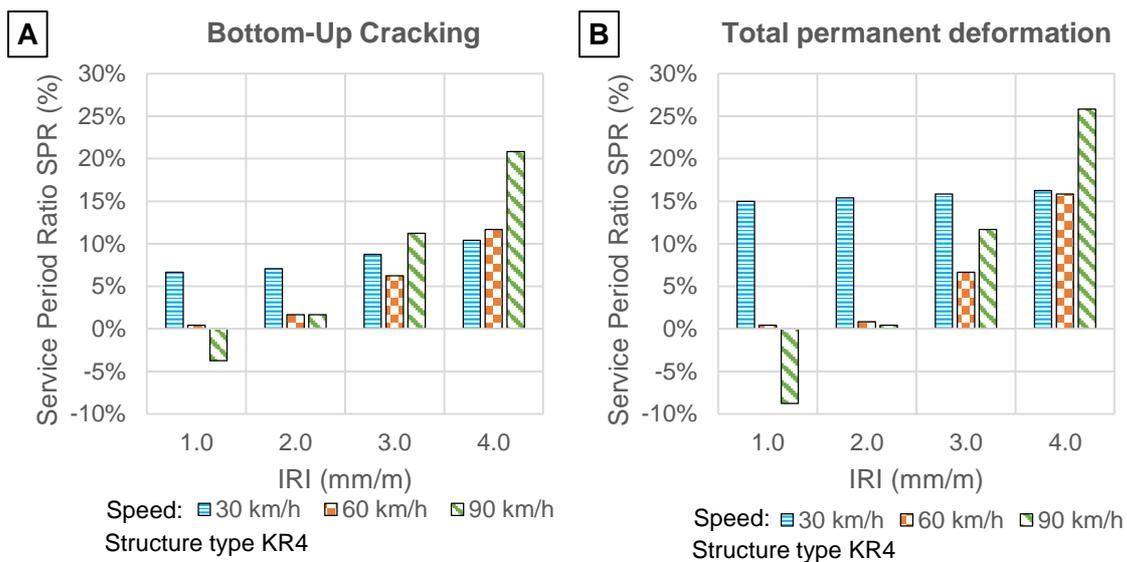 A
Bottom-Up Cracking
Service Period Ratio SPR (%)
30%
25%
20%
15%
10%
5%
0%
-5%
-10%
1.0 2.0 3.0 4.0
IRI (mm/m)
Speed: 30 km/h 60 km/h 90 km/h
Structure type KR4
B
Total permanent deformation
Service Period Ratio SPR (%)
30%
25%
20%
15%
10%
5%
0%
-5%
-10%
1.0 2.0 3.0 4.0
IRI (mm/m)
Speed: 30 km/h 60 km/h 90 km/h
Structure type KR4